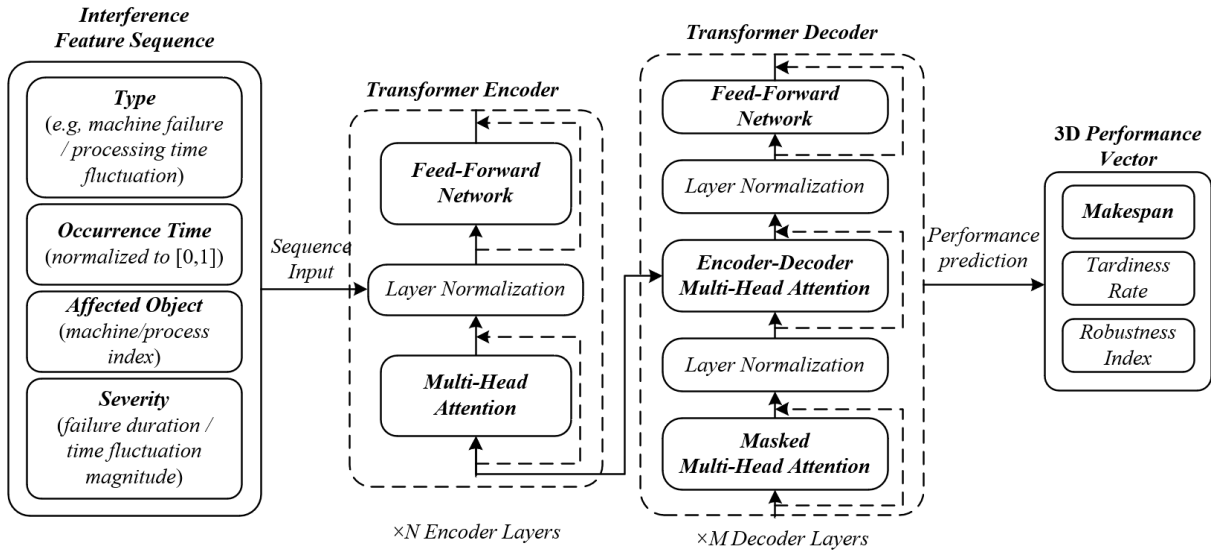 Interference
Feature Sequence
Type
(e.g, machine failure
/ processing time
fluctuation)
Occurrence Time
(normalized to [0,1])
Affected Object
(machine/process
index)
Severity
(failure duration /
time fluctuation
magnitude)
Sequence
Input
Transformer Encoder
Feed-Forward
Network
Layer Normalization
Multi-Head
Attention
×N Encoder Layers
Transformer Decoder
Feed-Forward
Network
Layer Normalization
Encoder-Decoder
Multi-Head Attention
Layer Normalization
Masked
Multi-Head Attention
×M Decoder Layers
Performance
prediction
3D Performance
Vector
Makespan
Tardiness
Rate
Robustness
Index